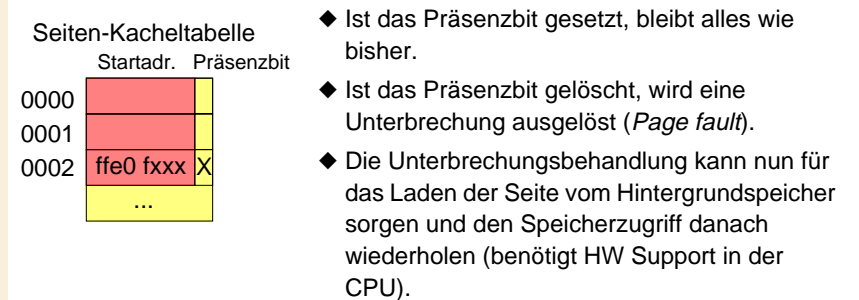 Seiten-Kacheltabelle
Startadr. Präsenzbit
0000
0001
0002 ffe0 fxxx X
...
◆ Ist das Präsenzbit gesetzt, bleibt alles wie
bisher.
◆ Ist das Präsenzbit gelöscht, wird eine
Unterbrechung ausgelöst (Page fault).
◆ Die Unterbrechungsbehandlung kann nun für
das Laden der Seite vom Hintergrundspeicher
sorgen und den Speicherzugriff danach
wiederholen (benötigt HW Support in der
CPU).